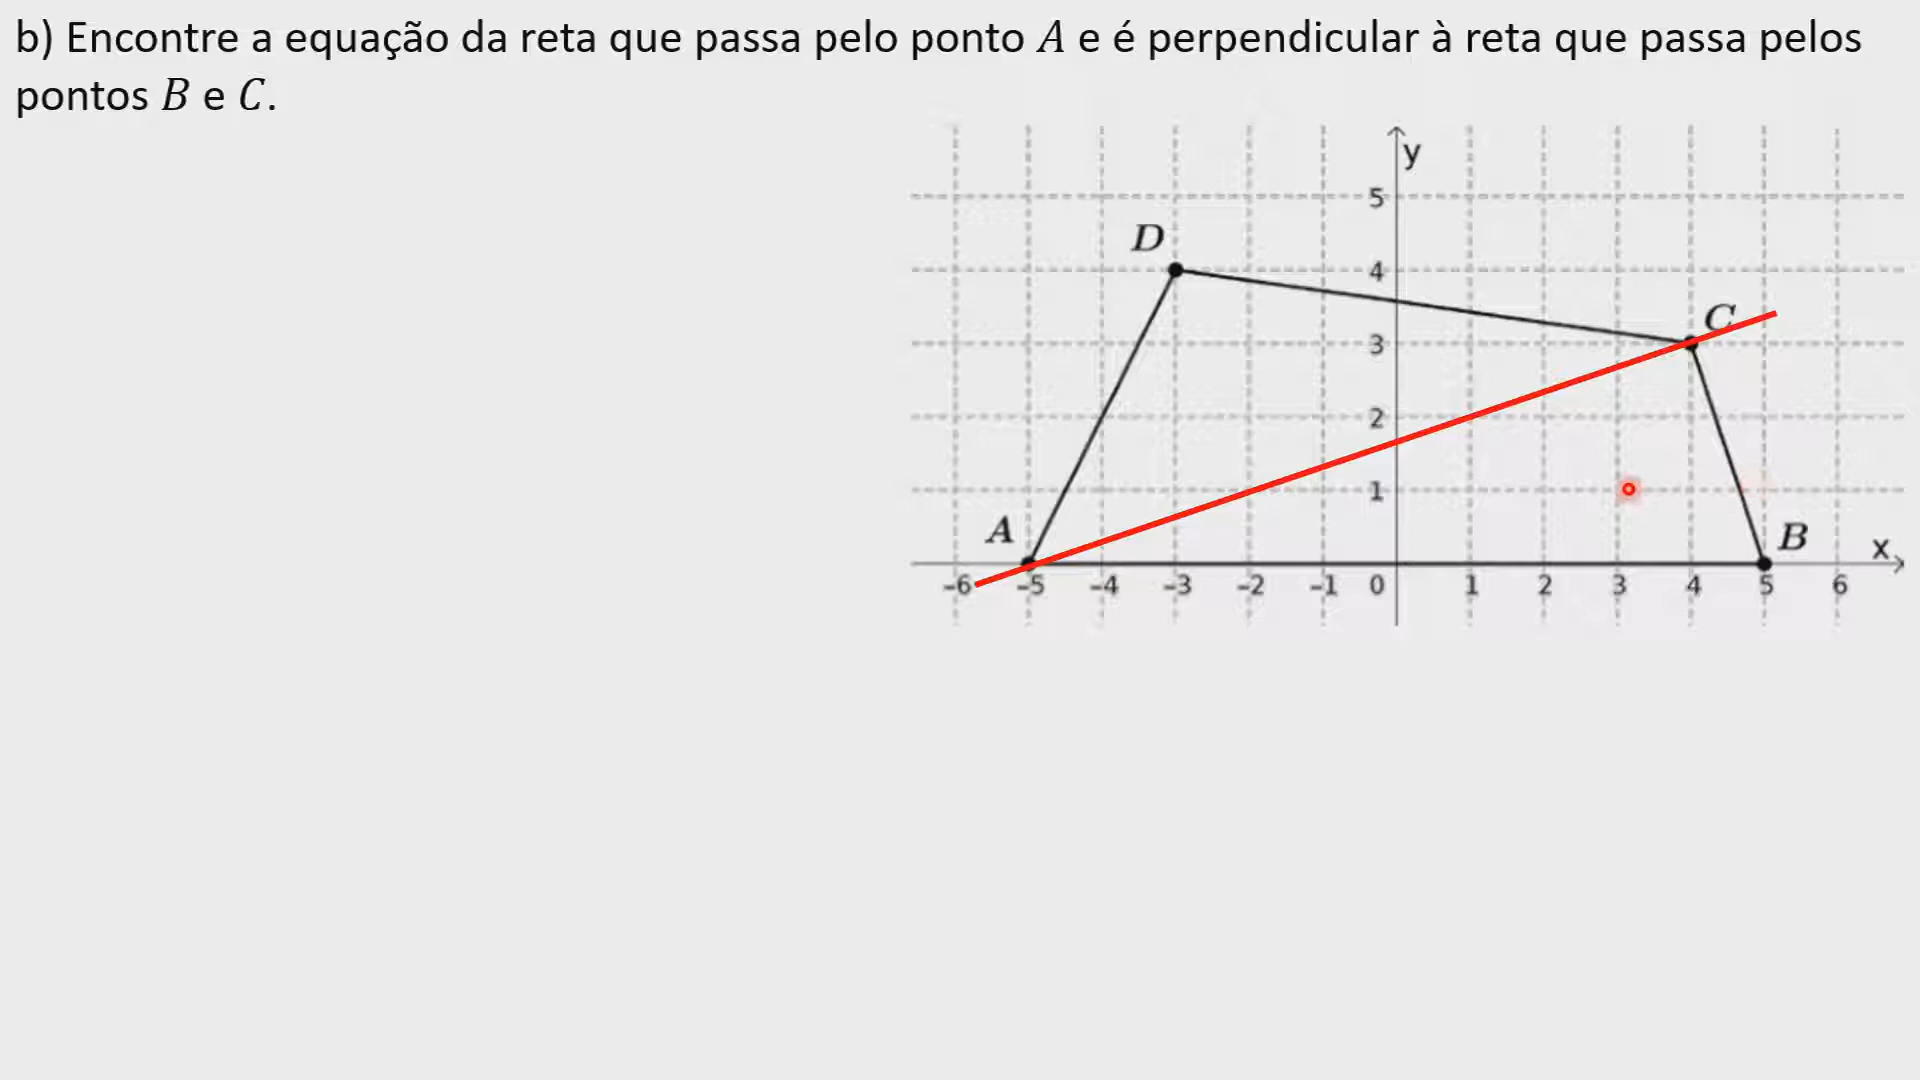 b) Encontre a equação da reta que passa pelo ponto A e é perpendicular à reta que passa pelos
pontos B e C.
y
5
D
4
C
3
2
1
A
B
x
-6 -5 -4 -3 -2 -1 0 1 2 3 4 5 6